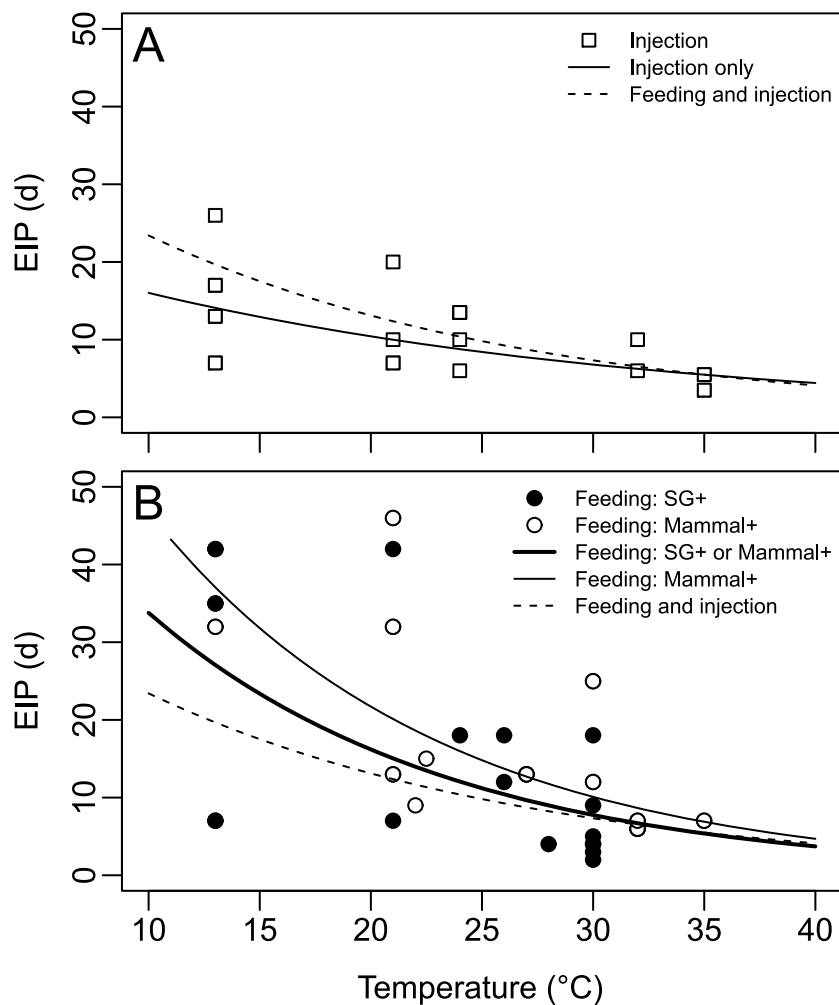 A
Injection
Injection only
Feeding and injection
50
40
30
20
10
0
EIP (d)
B
Feeding: SG+
Feeding: Mammal+
Feeding: SG+ or Mammal+
Feeding: Mammal+
Feeding and injection
50
40
30
20
10
0
EIP (d)
10 15 20 25 30 35 40
Temperature (°C)